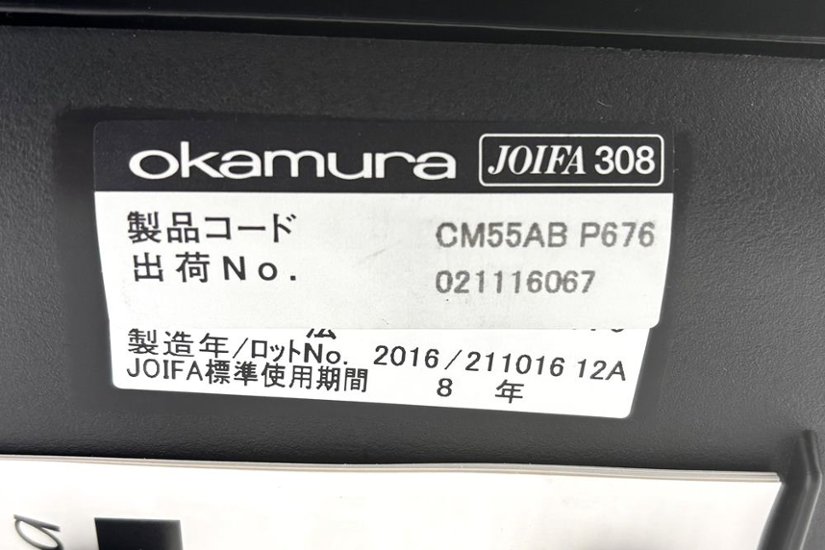 okamura JOIFA 308
製品コード CM55AB P676
出荷No. 021116067
製造年/ロットNo. 2016/211016 12A
JOIFA標準使用期間 8 年